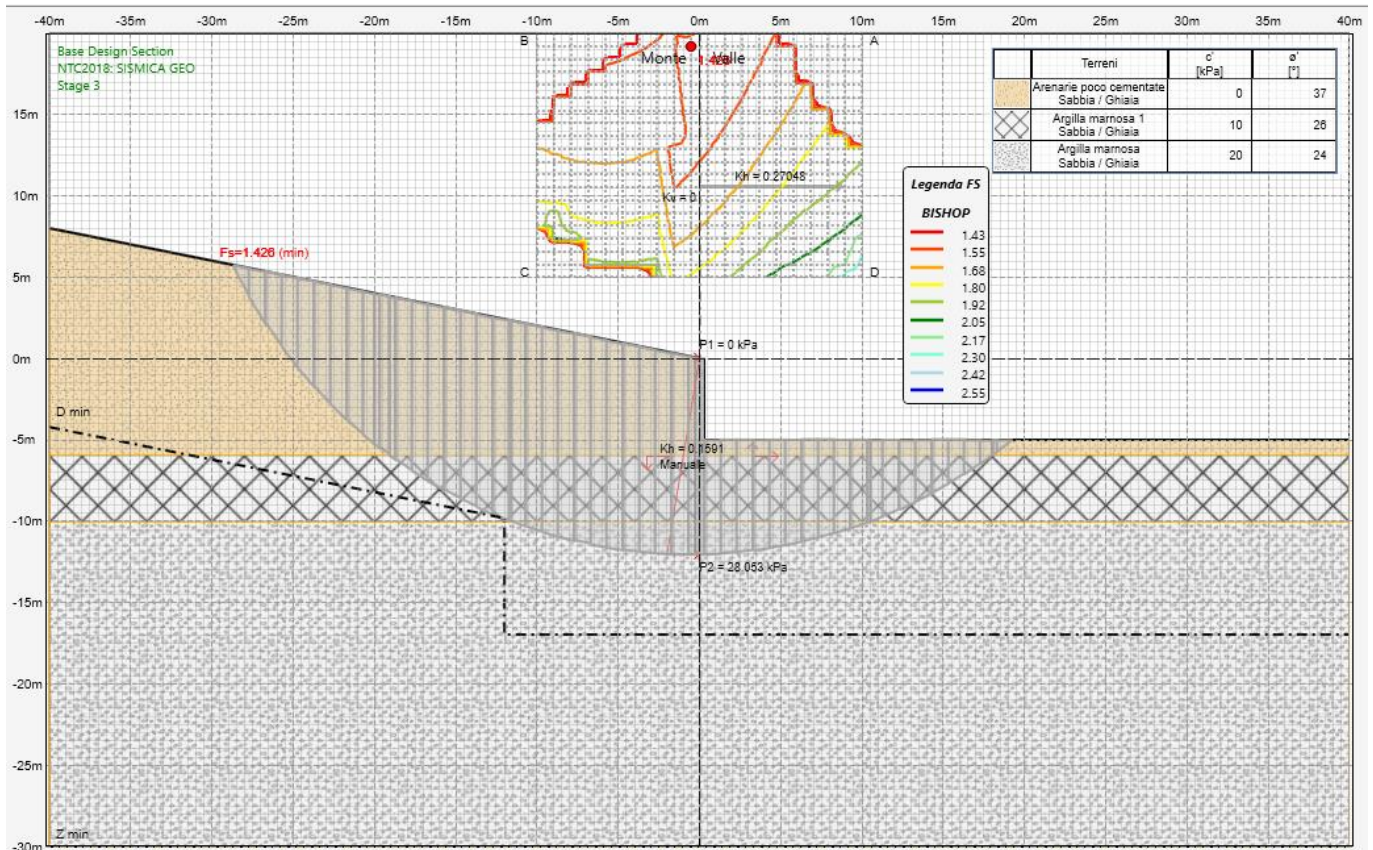 -40m -35m -30m -25m -20m -15m -10m -5m 0m 5m 10m 15m 20m 25m 30m 35m 40m
Base Design Section
NTC2018: SISMICA GEO
Stage 3
B
A
Monte
Valle
Terreni
c'
[kPa]
ø'
[°]
Arenarie poco cementate
Sabbia / Ghiaia
0
37
Argilla marnosa 1
Sabbia / Ghiaia
10
26
Argilla marnosa
Sabbia / Ghiaia
20
24
15m
10m
Kh = 0.27048
Kv = 0
Legenda FS
BISHOP
1.43
1.55
1.68
1.80
1.92
2.05
2.17
2.30
2.42
2.55
Fs=1.426 (min)
C
D
5m
P1 = 0 kPa
0m
D min
-5m
Kh = 0.1591
Manuale
-10m
P2 = 28.053 kPa
-15m
-20m
-25m
Z min
-30m